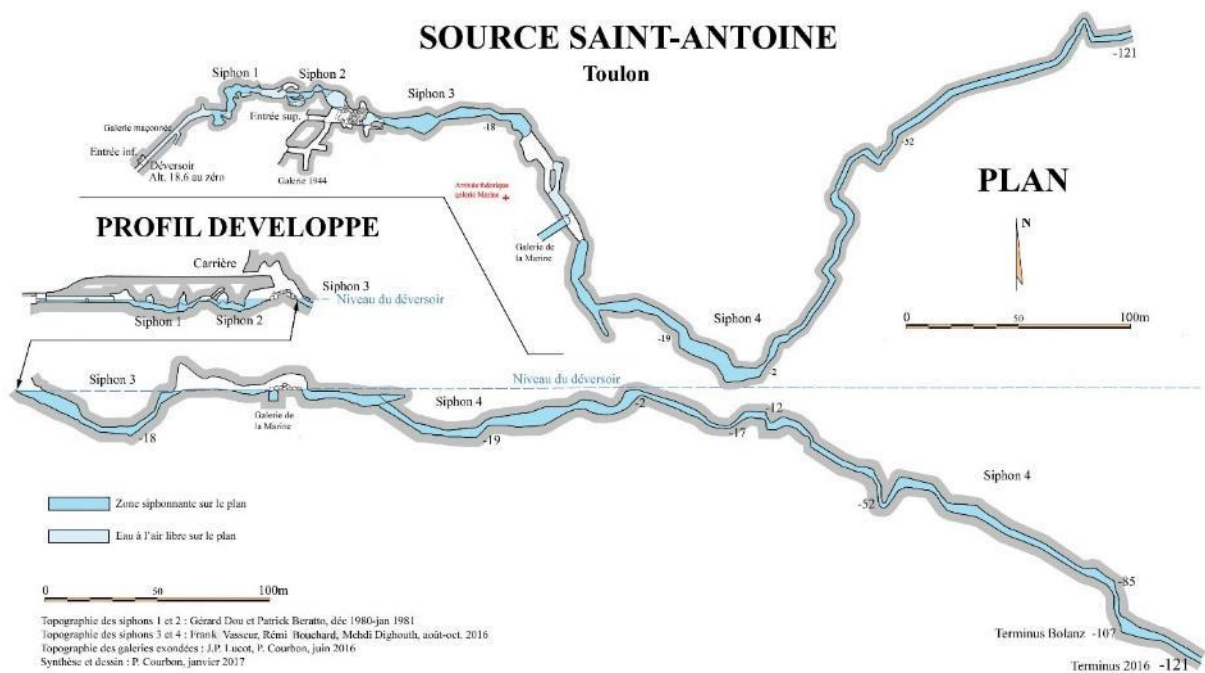 SOURCE SAINT-ANTOINE
Toulon
Siphon 1
Siphon 2
Siphon 3
-18
-121
-52
Galerie maçonnée
Entrée sup.
Entrée inf.
Déversoir
Alt. 18.6 au zéro
Galerie 1944
Arrivée théorique
galerie Marine
Galerie de
la Marine
PLAN
N
0 50 100m
Siphon 4
-19
-2
PROFIL DEVELOPPE
Carrière
Siphon 3
Niveau du déversoir
Siphon 1
Siphon 2
Siphon 3
Niveau du déversoir
Galerie de
la Marine
Siphon 4
-18
-19
-2
-17
-12
Siphon 4
-52
-85
Terminus Bolanz -107
Terminus 2016 -121
Zone siphonnante sur le plan
Eau à l'air libre sur le plan
0 50 100m
Topographie des siphons 1 et 2 : Gérard Dou et Patrick Beratto, déc 1980-jan 1981
Topographie des siphons 3 et 4 : Frank Vasseur, Rémi Bouchard, Mehdi Dighouth, août-oct. 2016
Topographie des galeries exondées : J.P. Lucot, P. Courbon, juin 2016
Synthèse et dessin : P. Courbon, janvier 2017